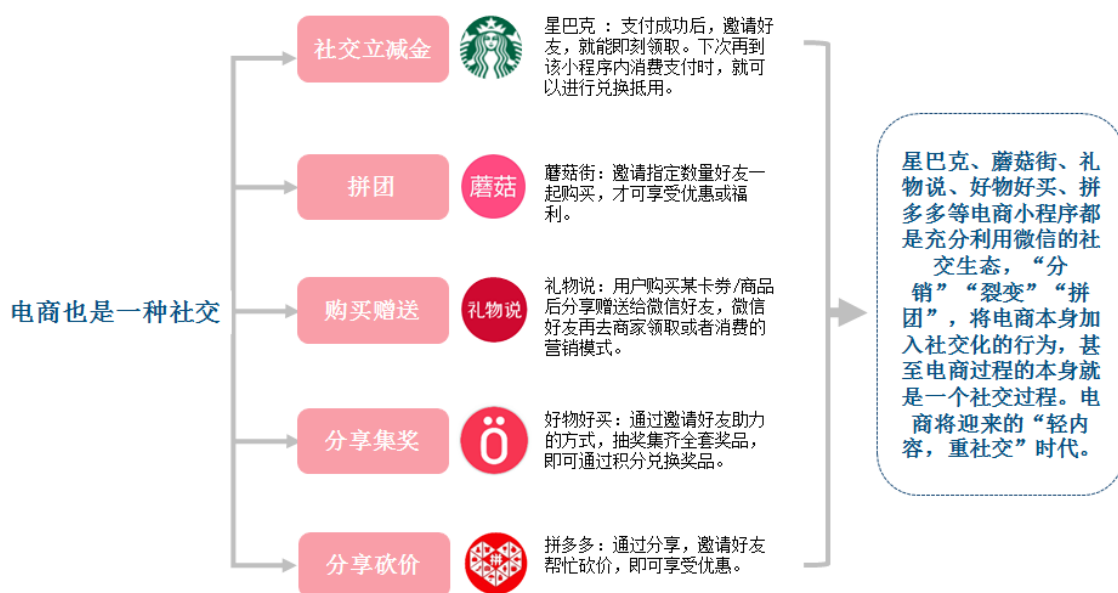 电商也是一种社交
社交立减金
星巴克 ：支付成功后，邀请好
友，就能即刻领取。下次再到
该小程序内消费支付时，就可
以进行兑换抵用。
拼团
蘑菇
蘑菇街：邀请指定数量好友一
起购买，才可享受优惠或福
利。
购买赠送
礼物说
礼物说：用户购买某卡券/商品
后分享赠送给微信好友，微信
好友再去商家领取或者消费的
营销模式。
分享集奖
Ö
好物好买：通过邀请好友助力
的方式，抽奖集齐全套奖品，
即可通过积分兑换奖品。
分享砍价
拼
拼多多：通过分享，邀请好友
帮忙砍价，即可享受优惠。
星巴克、蘑菇街、礼
物说、好物好买、拼
多多等电商小程序都
是充分利用微信的社
交生态，“分
销”“裂变”“拼
团”，将电商本身加
入社交化的行为，甚
至电商过程的本身就
是一个社交过程。电
商将迎来的“轻内
容，重社交”时代。